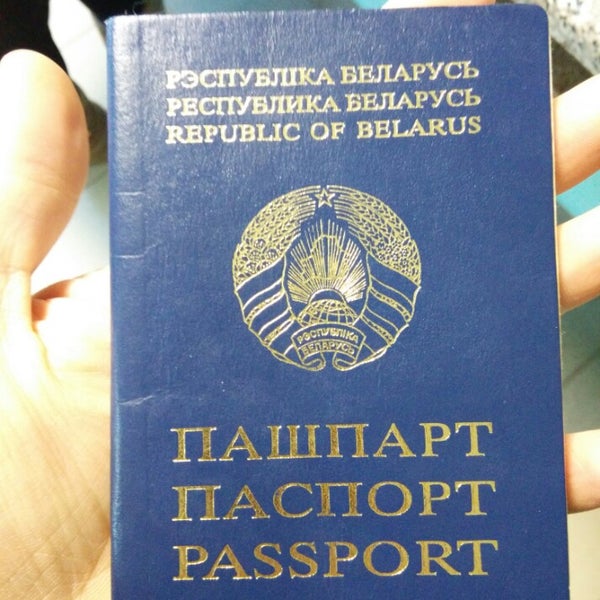 РЭСПУБЛІКА БЕЛАРУСЬ
РЕСПУБЛИКА БЕЛАРУСЬ
REPUBLIC OF BELARUS
РЭСПУБЛІКА
БЕЛАРУСЬ
ПАШПАРТ
ПАСПОРТ
PASSPORT